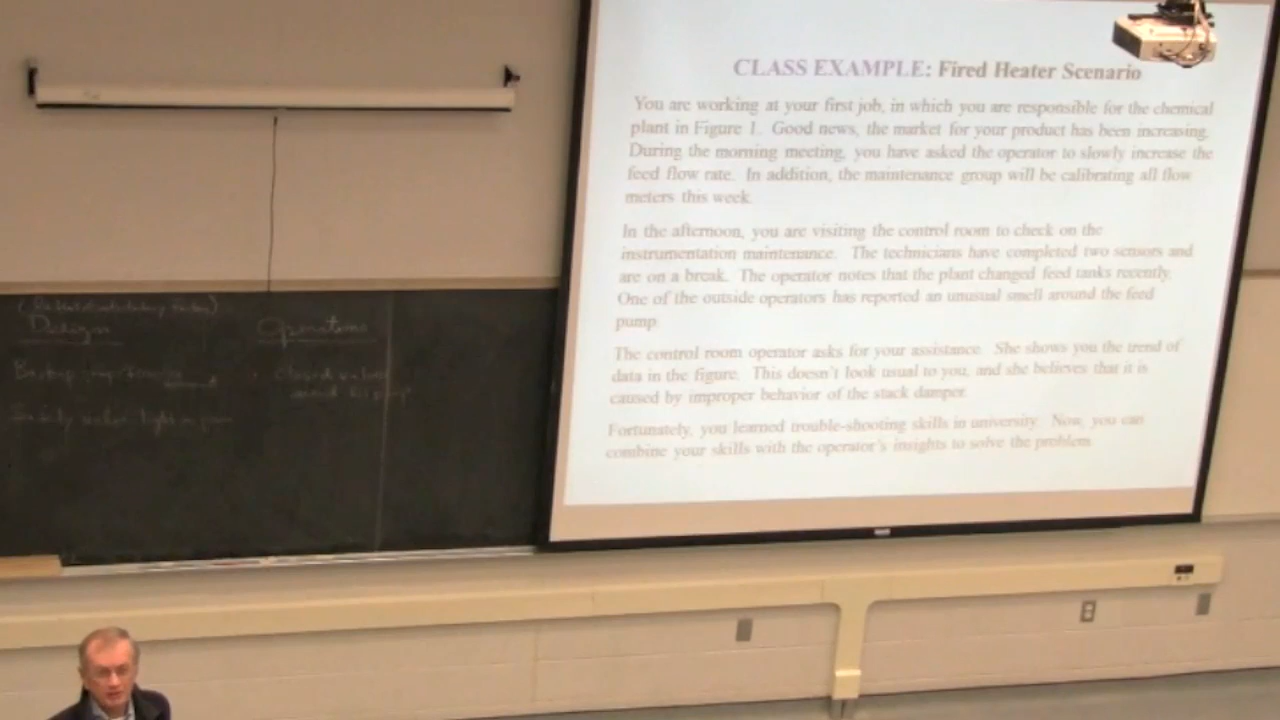 CLASS EXAMPLE: Fired Heater Scenario
You are working at your first job, in which you are responsible for the chemical
plant in Figure 1. Good news, the market for your product has been increasing.
During the morning meeting, you have asked the operator to slowly increase the
feed flow rate. In addition, the maintenance group will be calibrating all flow
meters this week.
In the afternoon, you are visiting the control room to check on the
instrumentation maintenance. The technicians have completed two sensors and
are on a break. The operator notes that the plant changed feed tanks recently.
One of the outside operators has reported an unusual smell around the feed
pump.
The control room operator asks for your assistance. She shows you the trend of
data in the figure. This doesn't look usual to you, and she believes that it is
caused by improper behavior of the stack damper.
Fortunately, you learned trouble-shooting skills in university. Now, you can
combine your skills with the operator's insights to solve the problem.
Design
Operations
Backup
closed valve